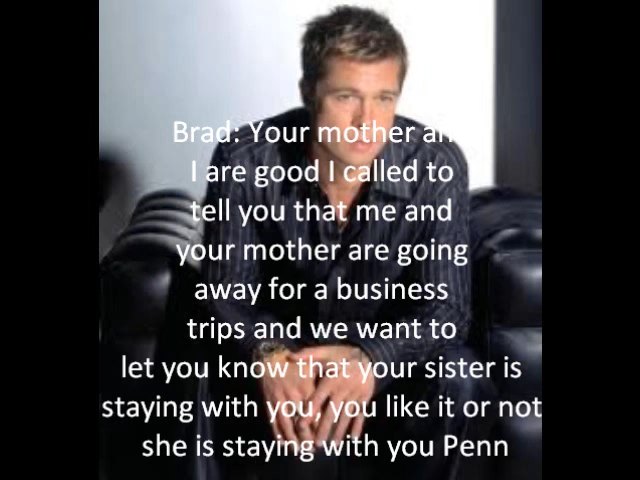 Brad: Your mother an
I are good I called to
tell you that me and
your mother are going
away for a business
trips and we want to
let you know that your sister is
staying with you, you like it or not
she is staying with you Penn